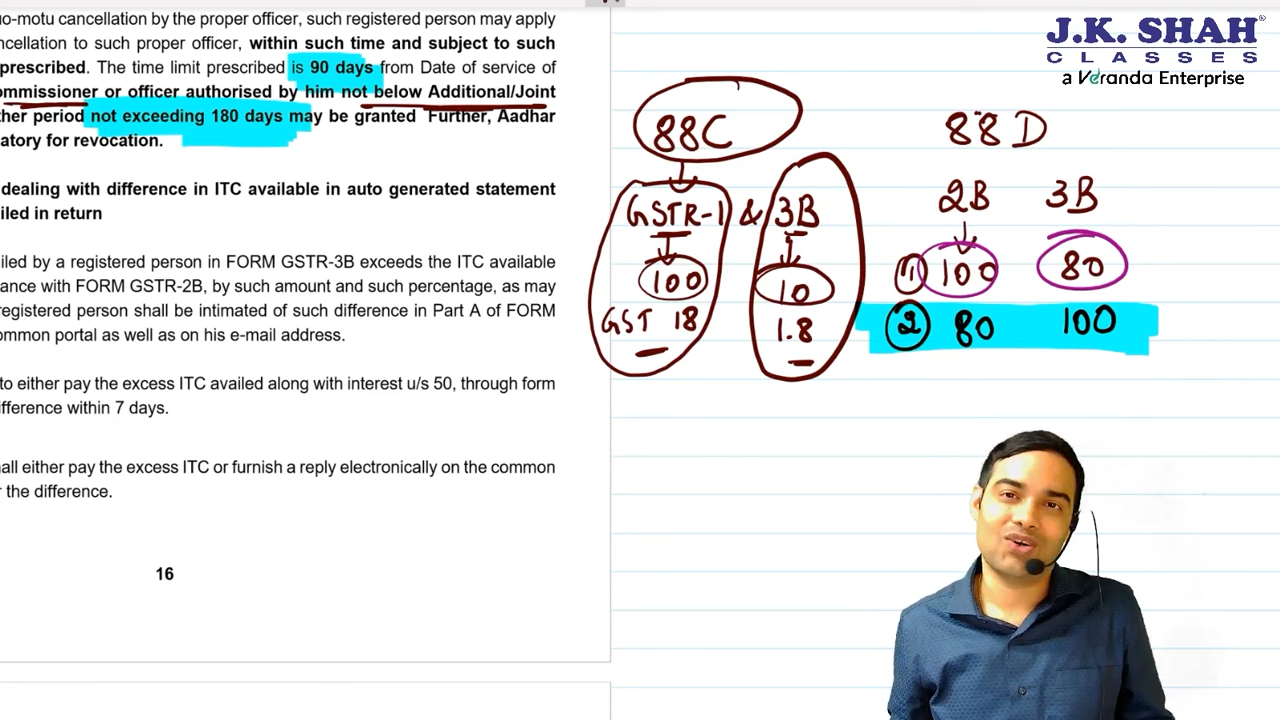 uo-motu cancellation by the proper officer, such registered person may apply
ncellation to such proper officer, within such time and subject to such
prescribed. The time limit prescribed is 90 days from Date of service of
ommissioner or officer authorised by him not below Additional/Joint
her period not exceeding 180 days may be granted Further, Aadhar
atory for revocation.
dealing with difference in ITC available in auto generated statement
iled in return
iled by a registered person in FORM GSTR-3B exceeds the ITC available
ance with FORM GSTR-2B, by such amount and such percentage, as may
registered person shall be intimated of such difference in Part A of FORM
ommon portal as well as on his e-mail address.
to either pay the excess ITC availed along with interest u/s 50, through form
ifference within 7 days.
all either pay the excess ITC or furnish a reply electronically on the common
r the difference.
16
J.K. SHAH
CLASSES
a Veranda Enterprise
88C
GSTR-1 & 3B
100 10
GST 18 1.8
88D
2B 3B
1 100 80
2 80 100